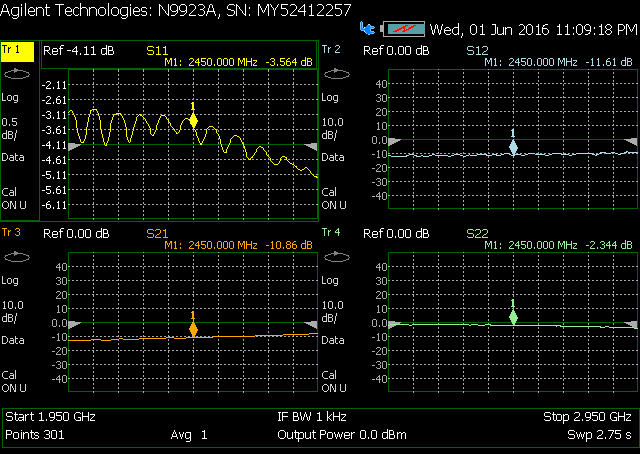 Agilent Technologies: N9923A, SN: MY52412257
Wed, 01 Jun 2016 11:09:18 PM
Tr 1
Ref -4.11 dB S11
M1: 2450.000 MHz -3.564 dB
Log
0.5
dB/
Data
Cal
ON U
-2.11
-2.61
-3.11
-3.61
-4.11
-4.61
-5.11
-5.61
-6.11
1
Tr 2
Ref 0.00 dB S12
M1: 2450.000 MHz -11.61 dB
Log
10.0
dB/
Data
Cal
ON U
40
30
20
10
0.0
-10
-20
-30
-40
1
Tr 3
Ref 0.00 dB S21
M1: 2450.000 MHz -10.86 dB
Log
10.0
dB/
Data
Cal
ON U
40
30
20
10
0.0
-10
-20
-30
-40
1
Tr 4
Ref 0.00 dB S22
M1: 2450.000 MHz -2.344 dB
Log
10.0
dB/
Data
Cal
ON U
40
30
20
10
0.0
-10
-20
-30
-40
1
Start 1.950 GHz IF BW 1 kHz Stop 2.950 GHz
Points 301 Avg 1 Output Power 0.0 dBm Swp 2.75 s